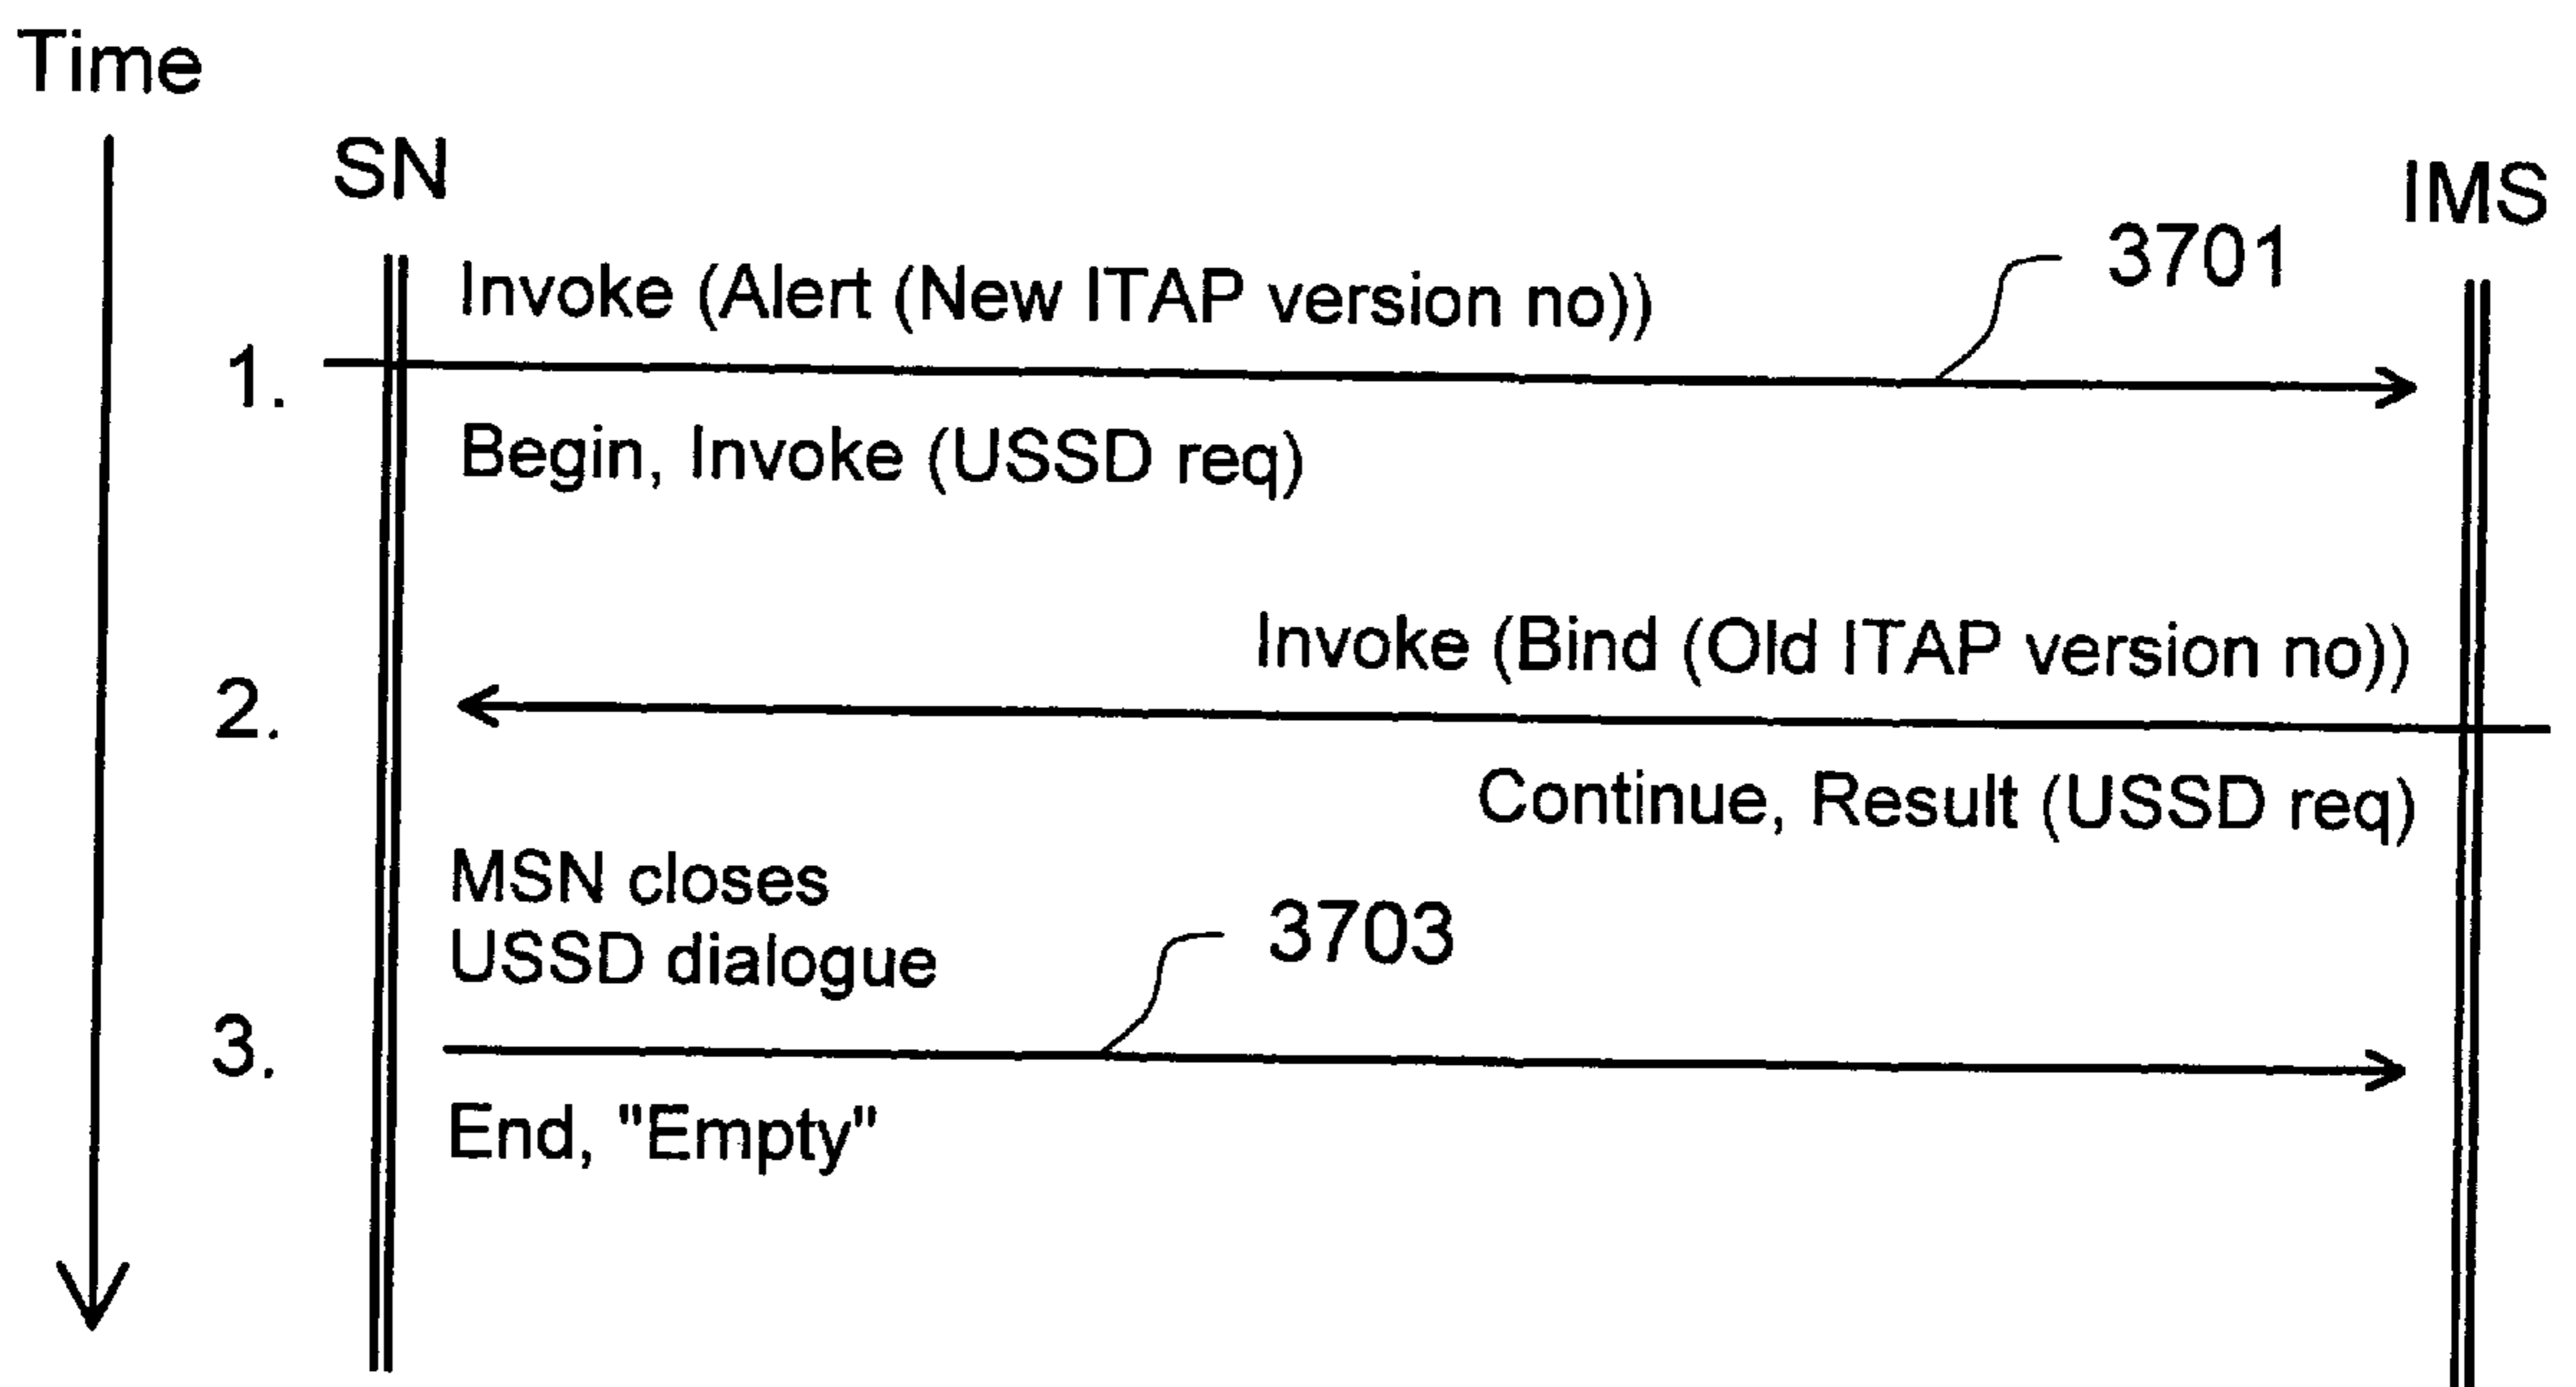 Time
SN
IMS
3701
Invoke (Alert (New ITAP version no))
1.
Begin, Invoke (USSD req)
Invoke (Bind (Old ITAP version no))
2.
Continue, Result (USSD req)
MSN closes
USSD dialogue
3703
3.
End, "Empty"